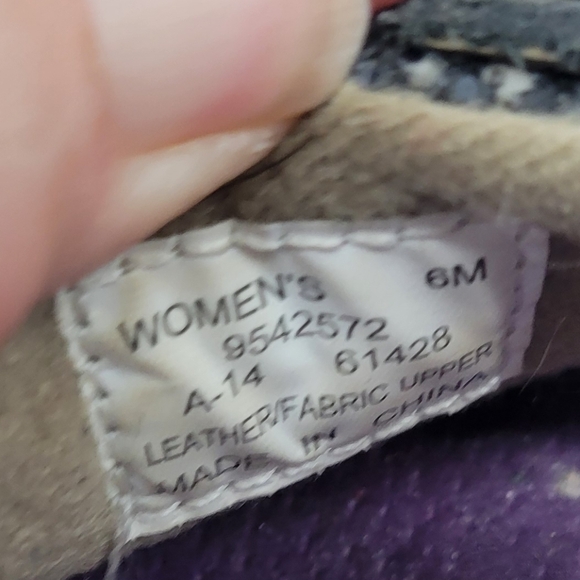 WOMEN'S 6M
9542572
A-14 61428
LEATHER/FABRIC UPPER
MADE IN CHINA